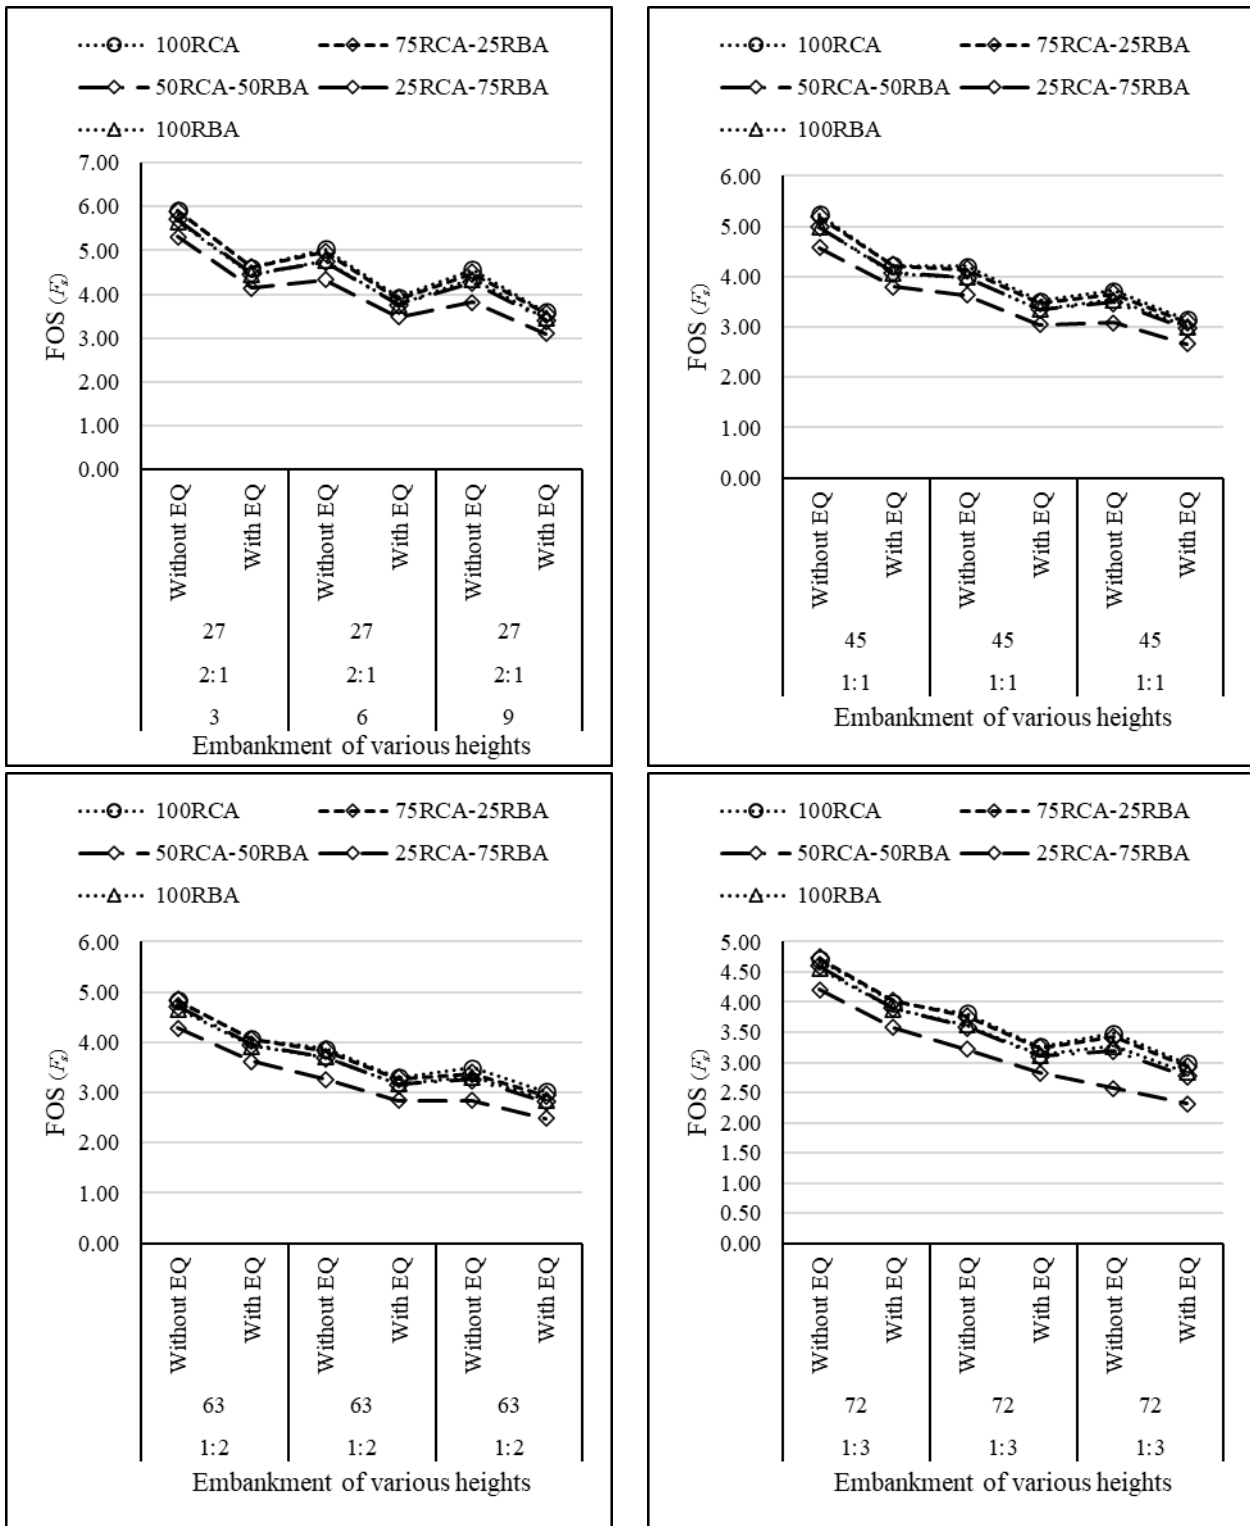 100RCA 75RCA-25RBA
50RCA-50RBA 25RCA-75RBA
100RBA
7.00
6.00
5.00
4.00
3.00
2.00
1.00
0.00
FOS (Fs)
Without EQ With EQ Without EQ With EQ Without EQ With EQ
27 27 27
2:1 2:1 2:1
3 6 9
Embankment of various heights
100RCA 75RCA-25RBA
50RCA-50RBA 25RCA-75RBA
100RBA
6.00
5.00
4.00
3.00
2.00
1.00
0.00
FOS (Fs)
Without EQ With EQ Without EQ With EQ Without EQ With EQ
45 45 45
1:1 1:1 1:1
Embankment of various heights
100RCA 75RCA-25RBA
50RCA-50RBA 25RCA-75RBA
100RBA
6.00
5.00
4.00
3.00
2.00
1.00
0.00
FOS (Fs)
Without EQ With EQ Without EQ With EQ Without EQ With EQ
63 63 63
1:2 1:2 1:2
Embankment of various heights
100RCA 75RCA-25RBA
50RCA-50RBA 25RCA-75RBA
100RBA
5.00
4.50
4.00
3.50
3.00
2.50
2.00
1.50
1.00
0.50
0.00
FOS (Fs)
Without EQ With EQ Without EQ With EQ Without EQ With EQ
72 72 72
1:3 1:3 1:3
Embankment of various heights